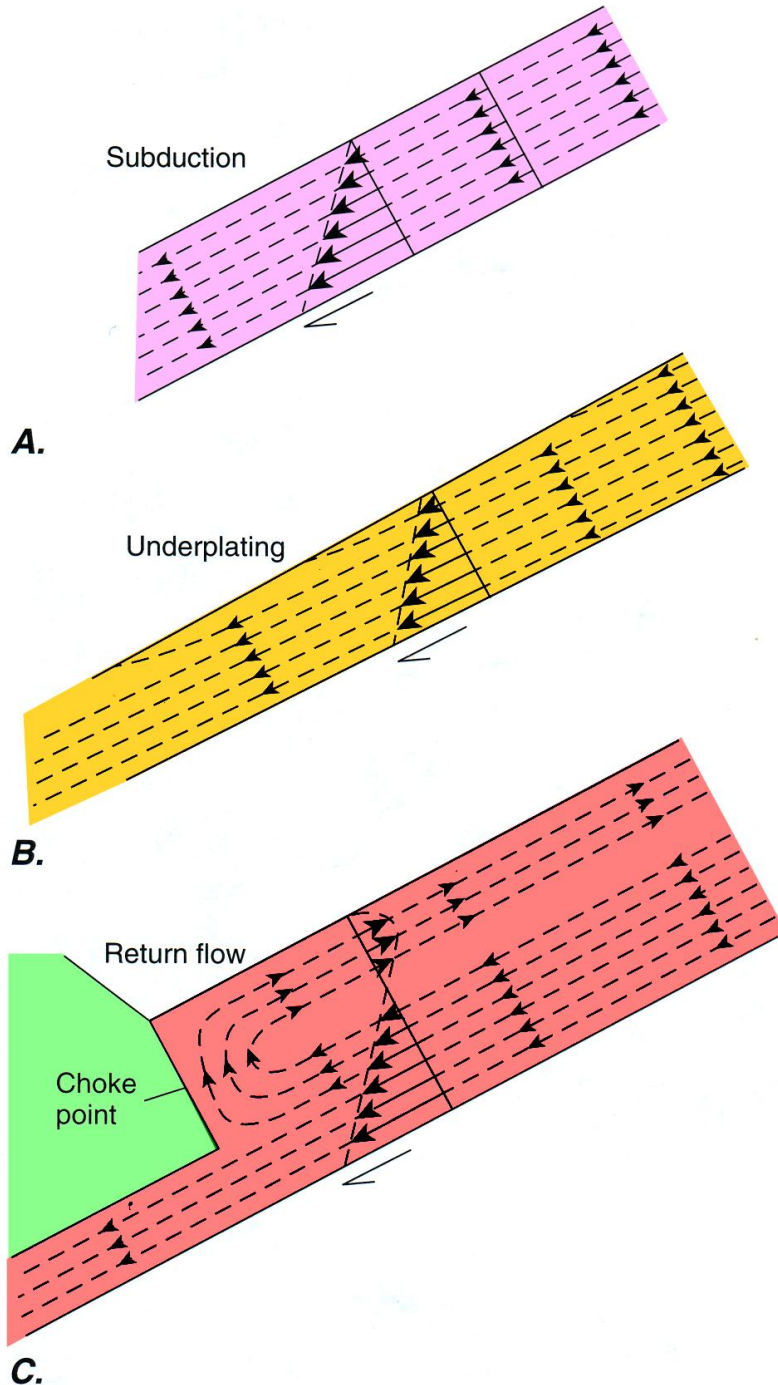 Subduction
A.
Underplating
B.
Return flow
Choke
point
C.